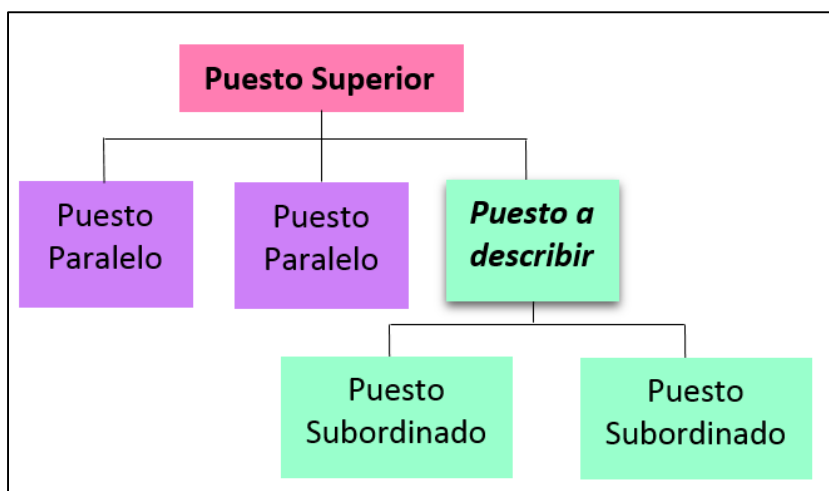 Puesto Superior
Puesto
Paralelo
Puesto
Paralelo
Puesto a
describir
Puesto
Subordinado
Puesto
Subordinado